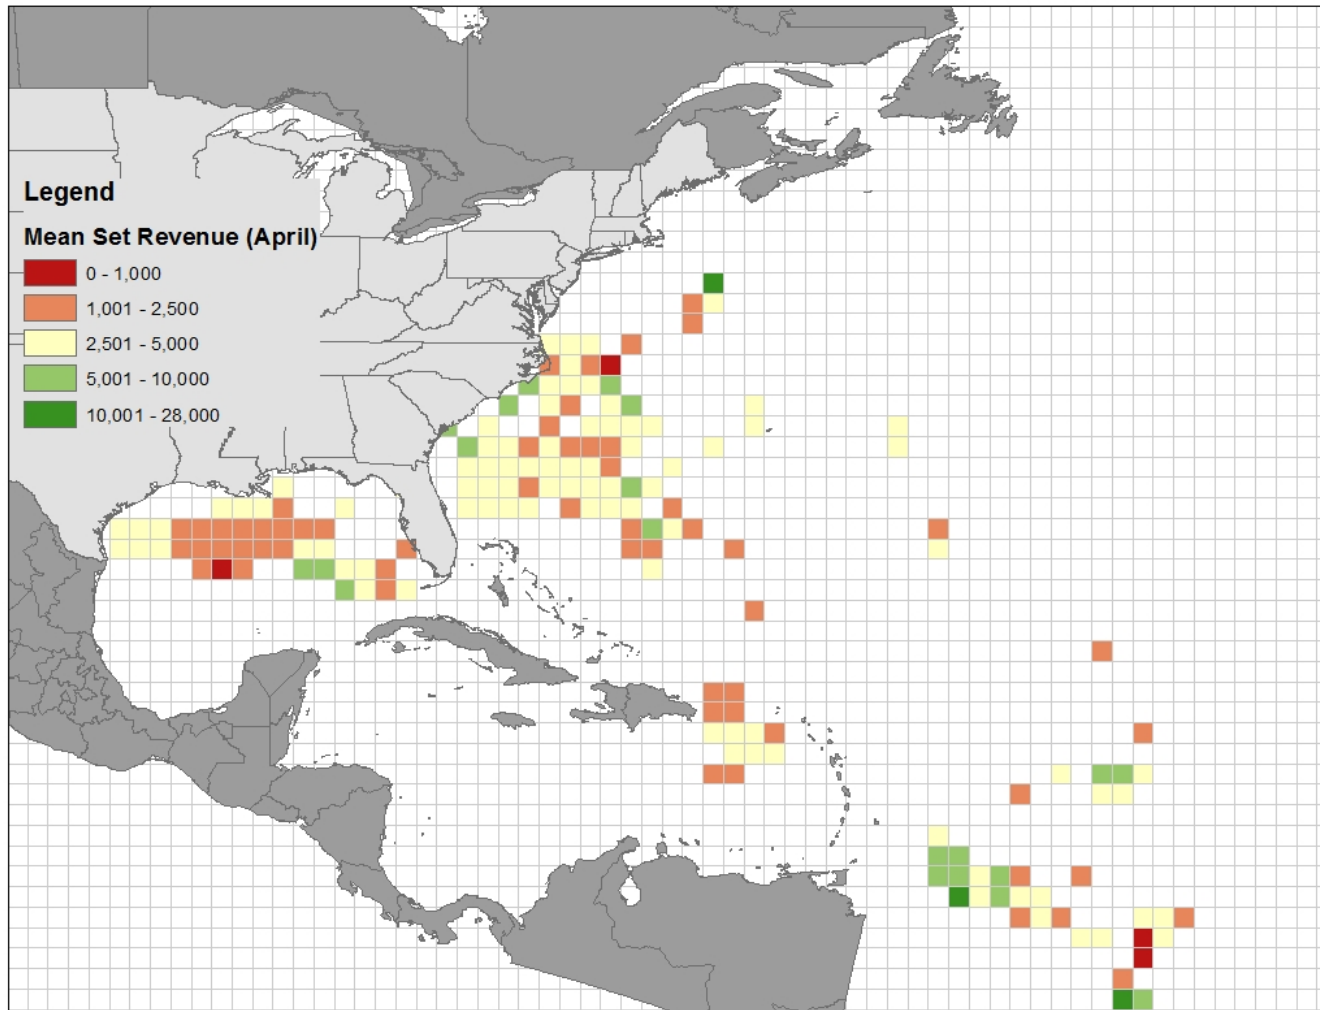 Legend
Mean Set Revenue (April)
0 - 1,000
1,001 - 2,500
2,501 - 5,000
5,001 - 10,000
10,001 - 28,000